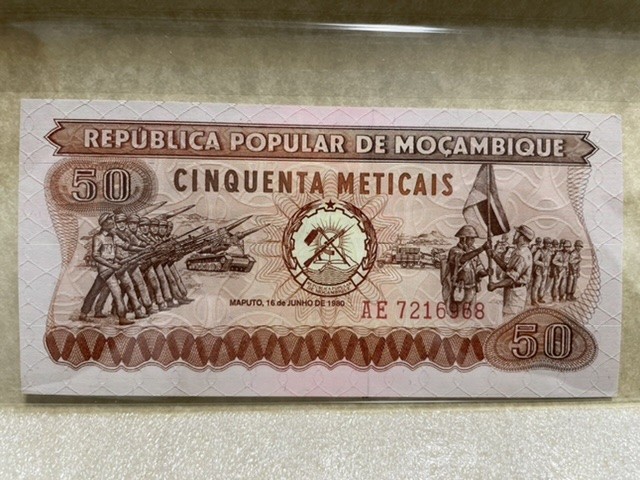 REPÚBLICA POPULAR DE MOÇAMBIQUE
50
CINQUENTA METICAIS
MAPUTO, 16 de JUNHO DE 1980
AE 7216968
50